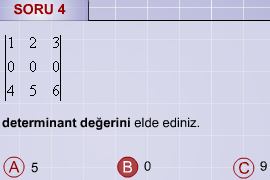 SORU 4
1 2 3
0 0 0
4 5 6
determinant değerini elde ediniz.
A 5 B 0 C 9